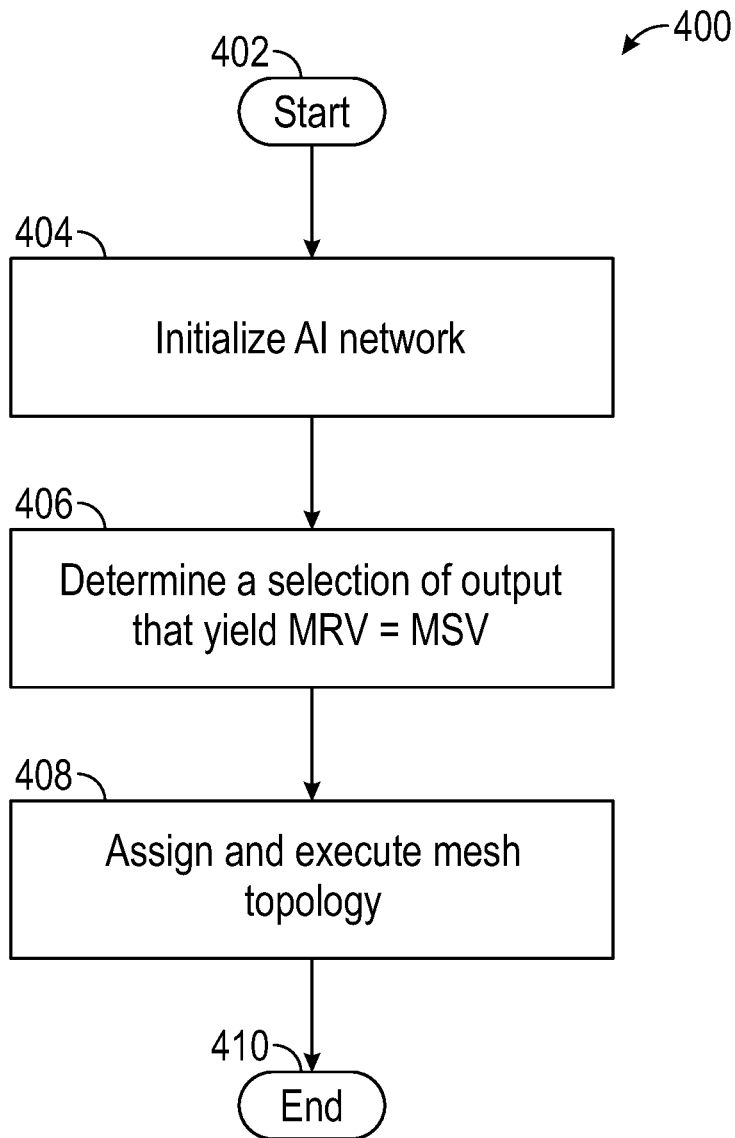 400
402
Start
404
Initialize AI network
406
Determine a selection of output
that yield MRV = MSV
408
Assign and execute mesh
topology
410
End